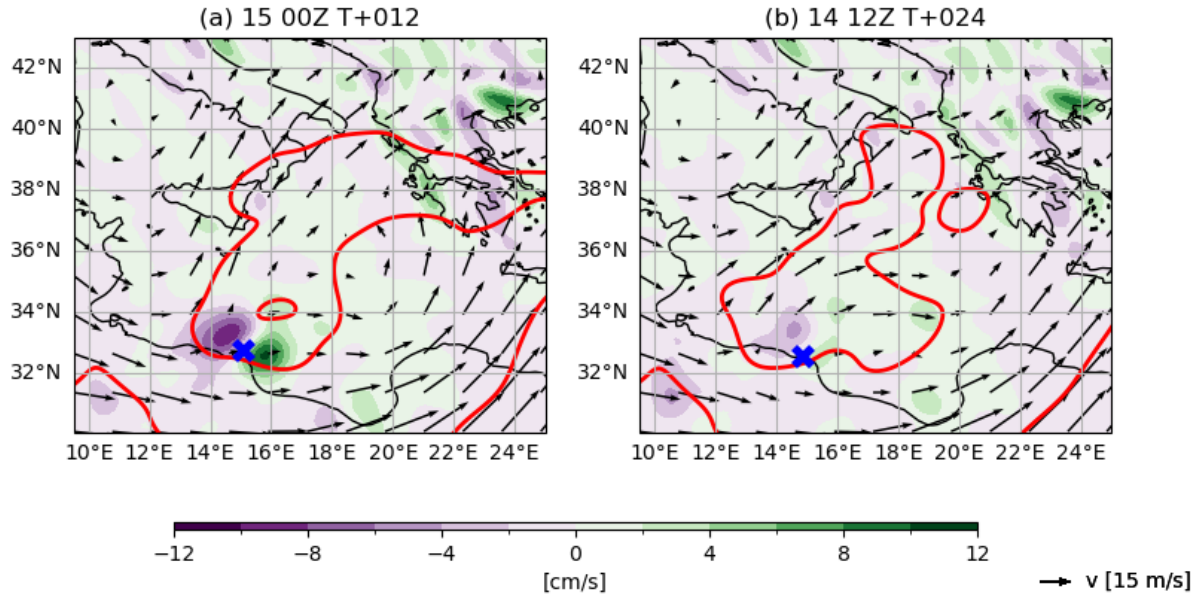 (a) 15 00Z T+012
(b) 14 12Z T+024
42°N
40°N
38°N
36°N
34°N
32°N
42°N
40°N
38°N
36°N
34°N
32°N
10°E 12°E 14°E 16°E 18°E 20°E 22°E 24°E
10°E 12°E 14°E 16°E 18°E 20°E 22°E 24°E
−12 −8 −4 0 4 8 12
[cm/s]
v [15 m/s]